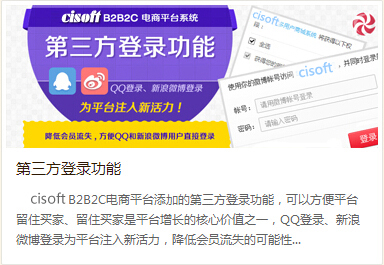 cisoft B2B2C 电商平台系统
第三方登录功能
QQ登录、新浪微博登录
为平台注入新活力！
降低会员流失，方便QQ和新浪微博用户直接登录
cisoft
将获得以下权
全选
使用你的微博帐号访问 cisoft ，并同时登录
帐号： 请用微博帐号登录
密码： 请输入密码
登录
第三方登录功能
cisoft B2B2C电商平台添加的第三方登录功能，可以方便平台
留住买家、留住买家是平台增长的核心价值之一，QQ登录、新浪
微博登录为平台注入新活力，降低会员流失的可能性...